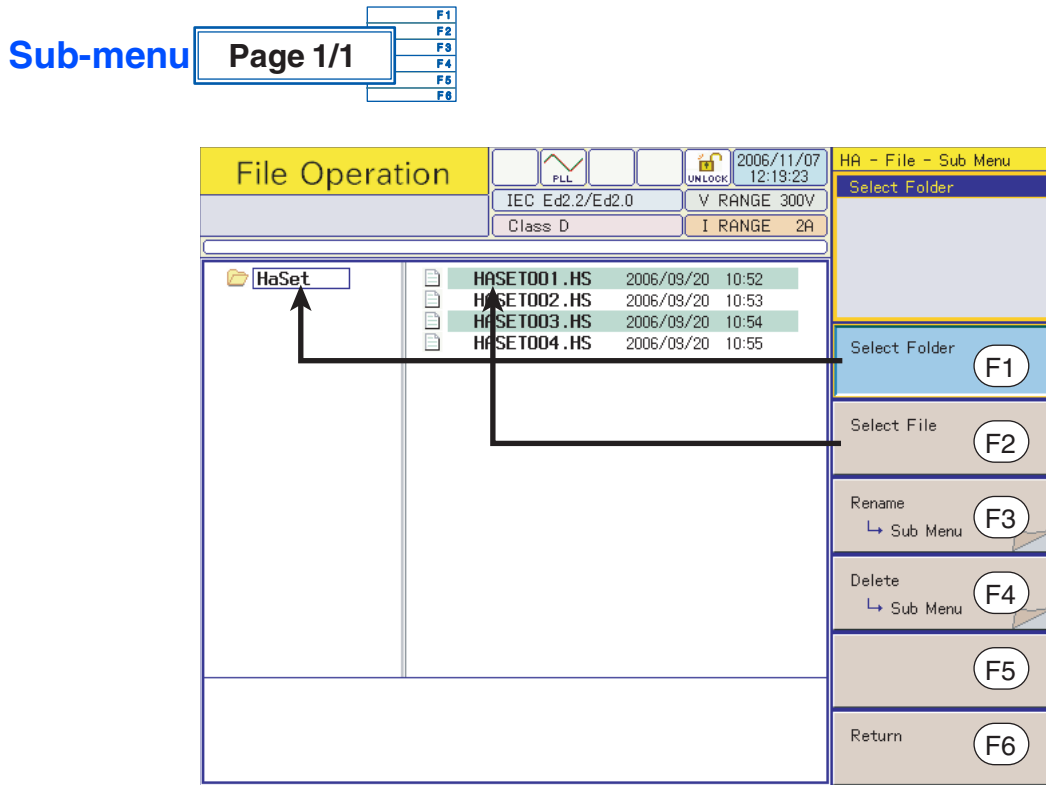 F1
F2
F3
F4
F5
F6
Sub-menu Page 1/1
File Operation
PLL
UNLOCK
2006/11/07
12:19:23
IEC Ed2.2/Ed2.0
V RANGE 300V
Class D
I RANGE 2A
HA - File - Sub Menu
Select Folder
HaSet
HASET001.HS 2006/09/20 10:52
HASET002.HS 2006/09/20 10:53
HASET003.HS 2006/09/20 10:54
HASET004.HS 2006/09/20 10:55
Select Folder
F1
Select File
F2
Rename
Sub Menu
F3
Delete
Sub Menu
F4
F5
Return
F6